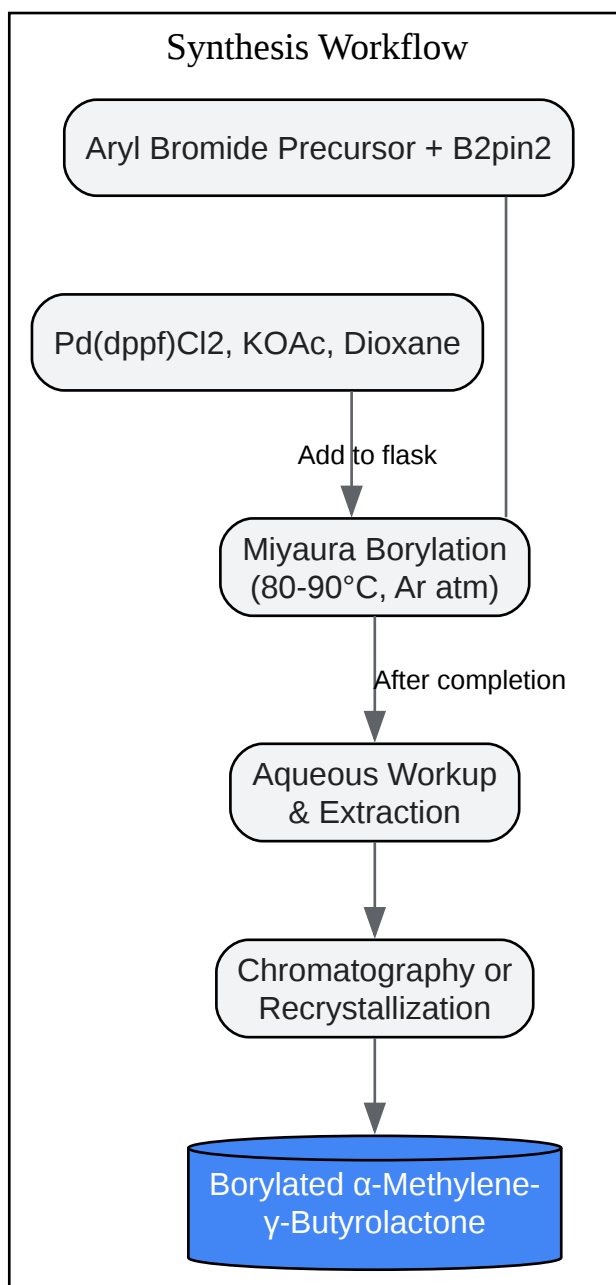 Synthesis Workflow
Aryl Bromide Precursor + B2pin2
Pd(dppf)Cl2, KOAc, Dioxane
Add to flask
Miyaura Borylation
(80-90°C, Ar atm)
After completion
Aqueous Workup
& Extraction
Chromatography or
Recrystallization
Borylated α-Methylene-
γ-Butyrolactone